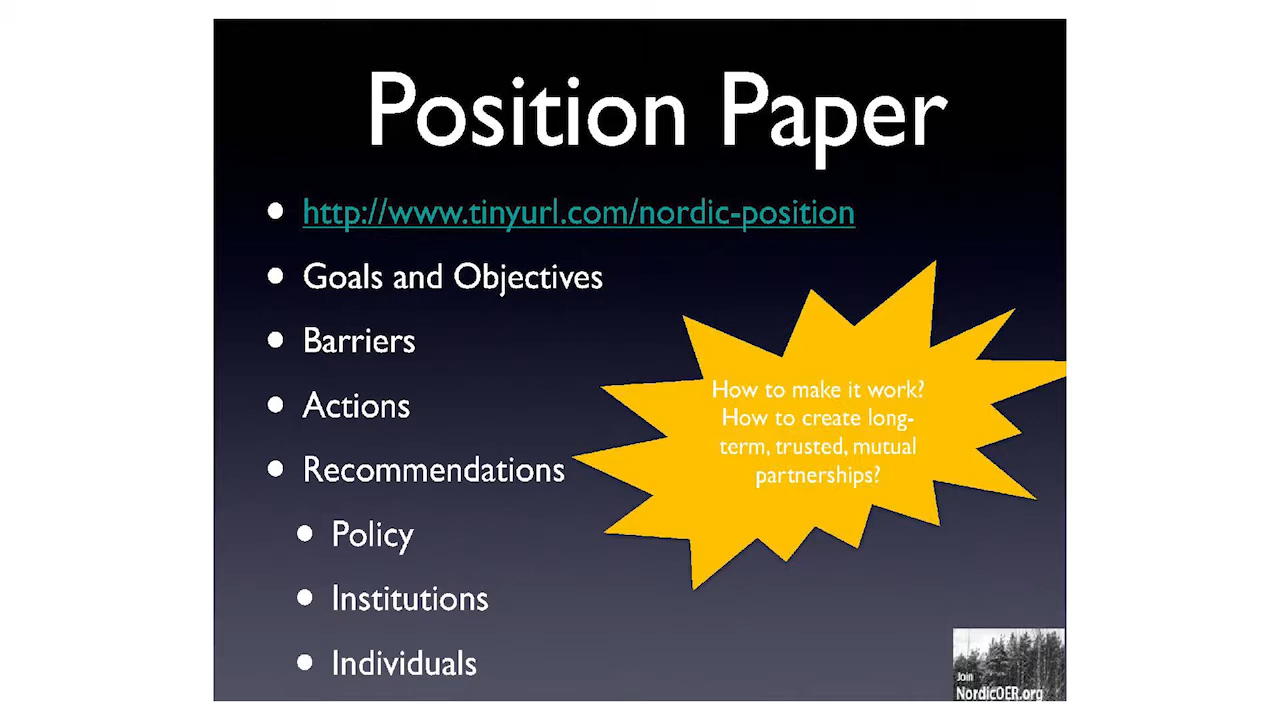 Position Paper
http://www.tinyurl.com/nordic-position
Goals and Objectives
Barriers
Actions
Recommendations
Policy
Institutions
Individuals
How to make it work?
How to create long-
term, trusted, mutual
partnerships?
Join
NordicOER.org